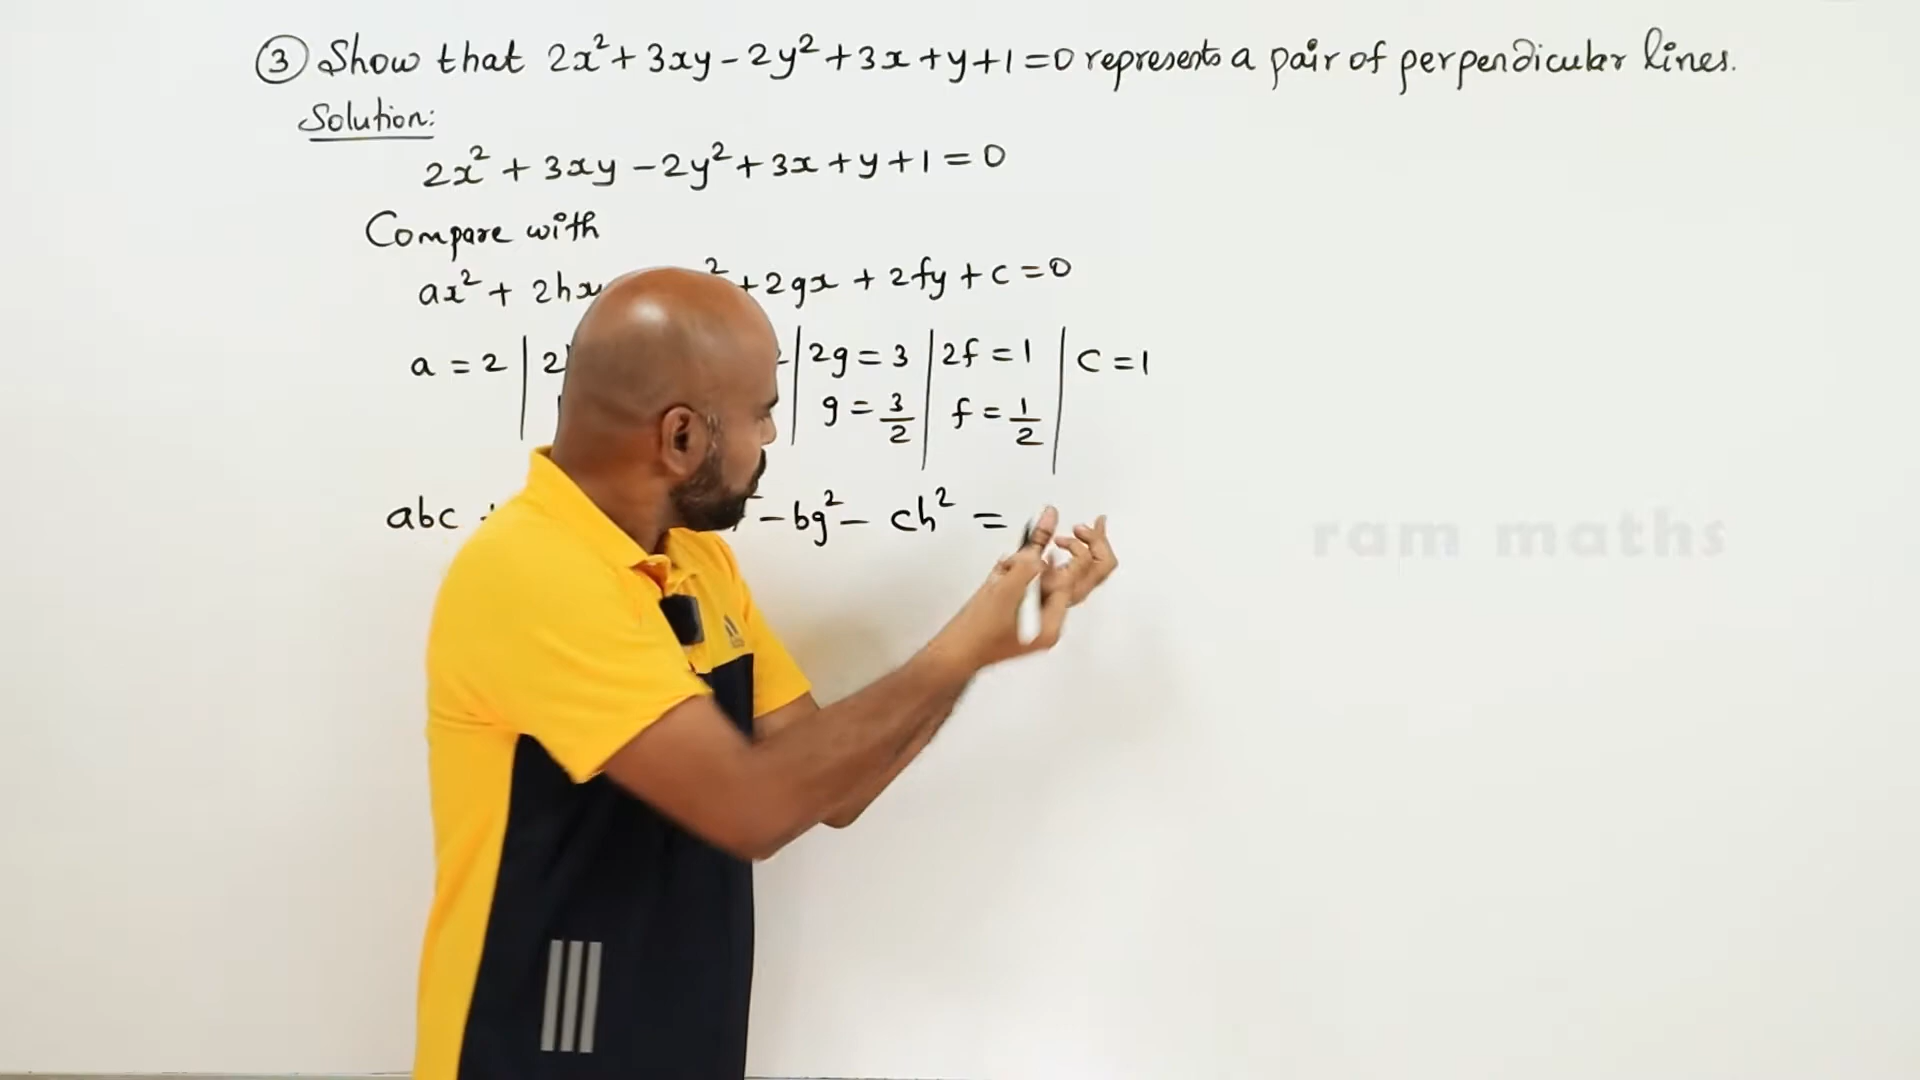 ③ Show that 2x² + 3xy - 2y² + 3x + y + 1 = 0 represents a pair of perpendicular lines.
Solution:
2x² + 3xy - 2y² + 3x + y + 1 = 0
Compare with
ax² + 2hx ² + 2gx + 2fy + c = 0
a = 2 | 2 | 2g = 3 | 2f = 1 | C = 1
g = 3/2 | f = 1/2
abc - bg² - ch² =
ram maths